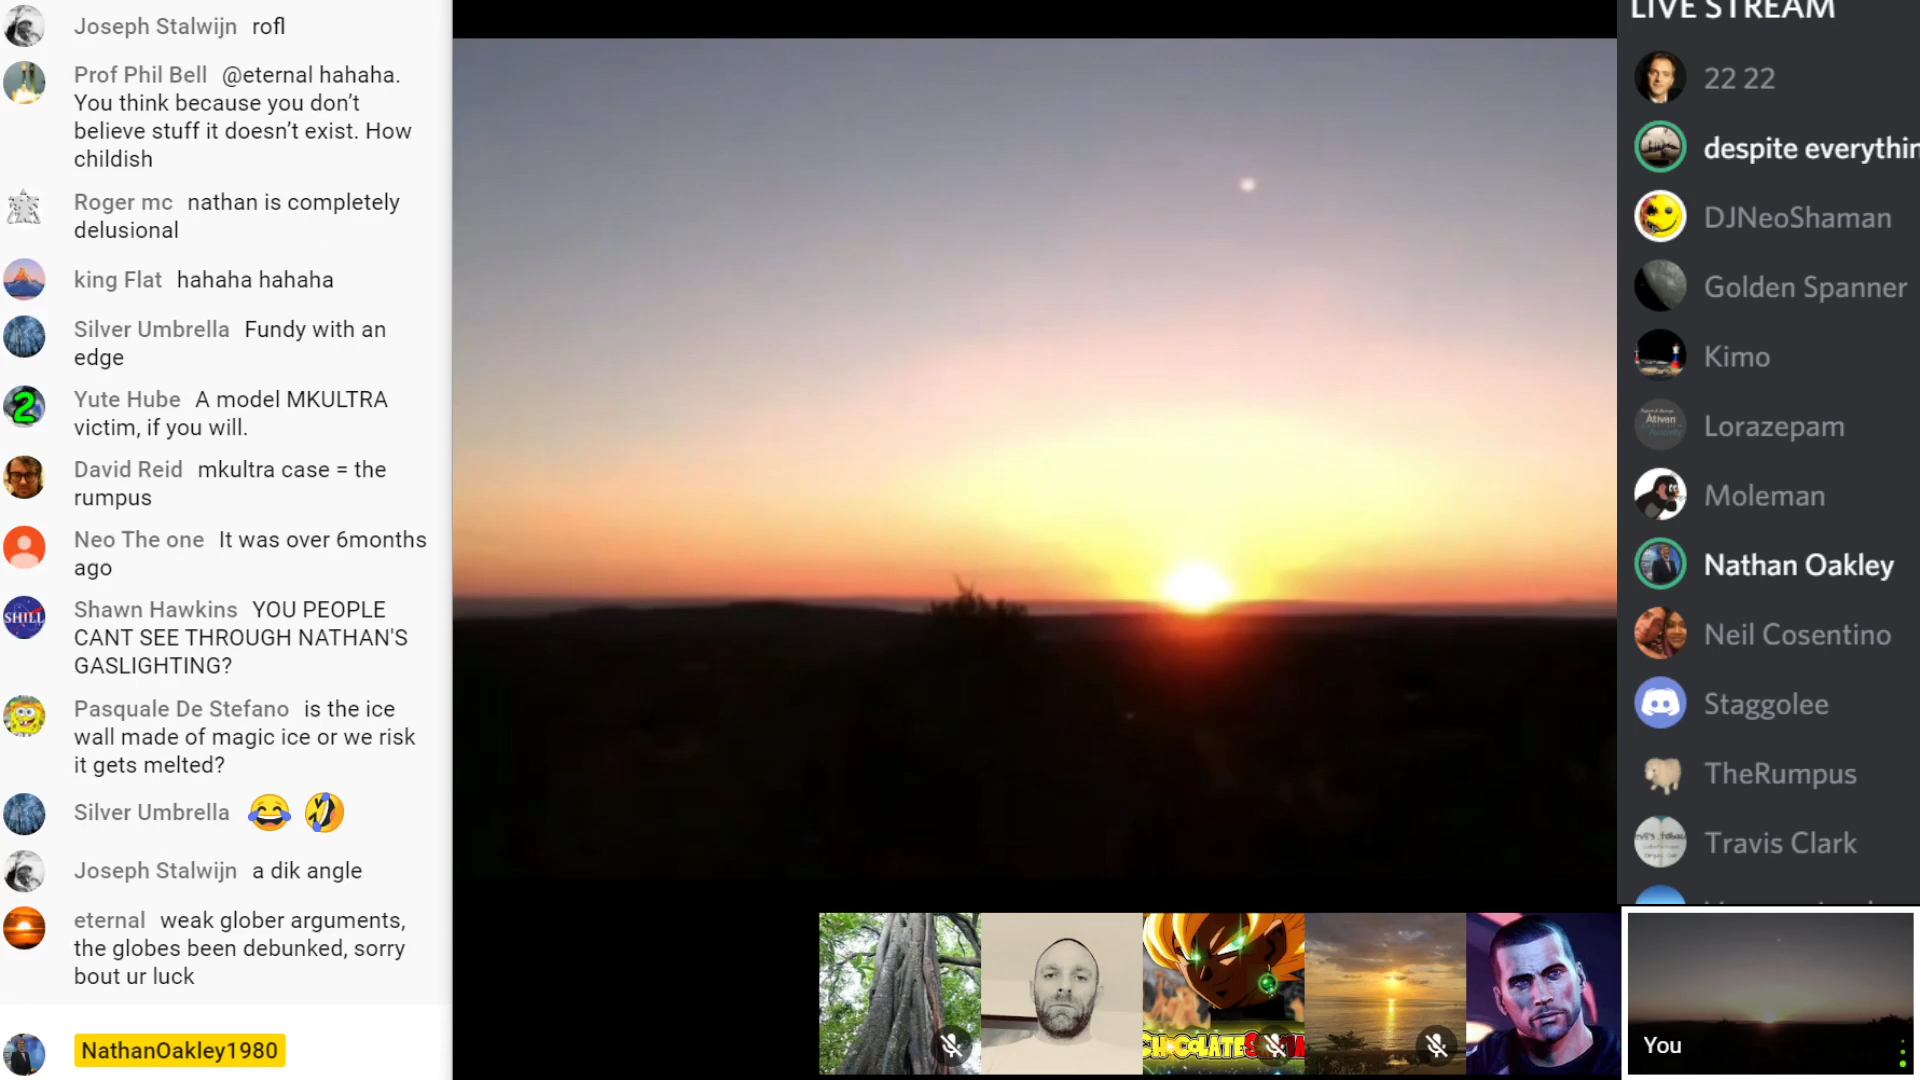 Joseph Stalwijn rofl
Prof Phil Bell @eternal hahaha.
You think because you don’t
believe stuff it doesn’t exist. How
childish
Roger mc nathan is completely
delusional
king Flat hahaha hahaha
Silver Umbrella Fundy with an
edge
Yute Hube A model MKULTRA
victim, if you will.
David Reid mkultra case = the
rumpus
Neo The one It was over 6months
ago
Shawn Hawkins YOU PEOPLE
CANT SEE THROUGH NATHAN'S
GASLIGHTING?
Pasquale De Stefano is the ice
wall made of magic ice or we risk
it gets melted?
Silver Umbrella 😂 🤣
Joseph Stalwijn a dik angle
eternal weak glober arguments,
the globes been debunked, sorry
bout ur luck
NathanOakley1980
SHILL
2
LIVE STREAM
22 22
despite everythin
DJNeoShaman
Golden Spanner
Kimo
Lorazepam
Ativan
Moleman
Nathan Oakley
Neil Cosentino
Staggolee
TheRumpus
Travis Clark
CHOCOLATE
You